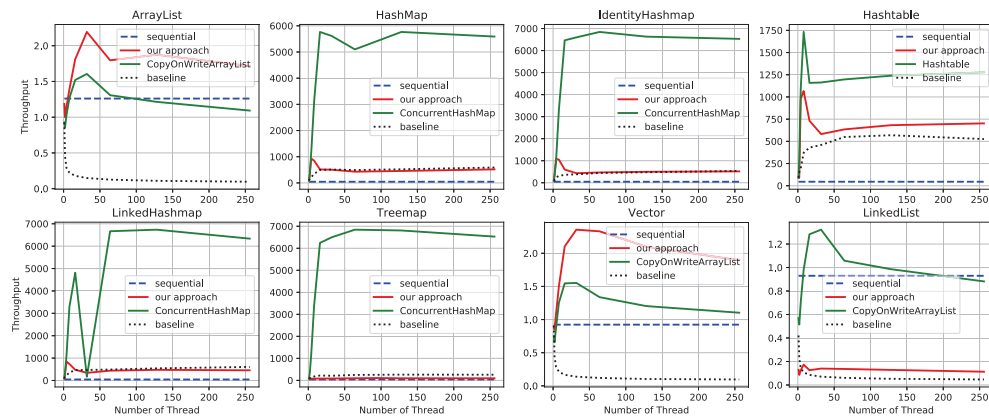 ArrayList
Throughput
2.0
1.5
1.0
0.5
0.0
0
50
100
150
200
250
sequential
our approach
CopyOnWriteArrayList
baseline
HashMap
6000
5000
4000
3000
2000
1000
0
0
50
100
150
200
250
sequential
our approach
ConcurrentHashMap
baseline
IdentityHashmap
7000
6000
5000
4000
3000
2000
1000
0
0
50
100
150
200
250
sequential
our approach
ConcurrentHashMap
baseline
Hashtable
1750
1500
1250
1000
750
500
250
0
0
50
100
150
200
250
sequential
our approach
Hashtable
baseline
LinkedHashmap
Throughput
7000
6000
5000
4000
3000
2000
1000
0
0
50
100
150
200
250
Number of Thread
sequential
our approach
ConcurrentHashMap
baseline
Treemap
7000
6000
5000
4000
3000
2000
1000
0
0
50
100
150
200
250
Number of Thread
sequential
our approach
ConcurrentHashMap
baseline
Vector
2.5
2.0
1.5
1.0
0.5
0.0
0
50
100
150
200
250
Number of Thread
sequential
our approach
CopyOnWriteArrayList
baseline
LinkedList
1.2
1.0
0.8
0.6
0.4
0.2
0.0
0
50
100
150
200
250
Number of Thread
sequential
our approach
CopyOnWriteArrayList
baseline